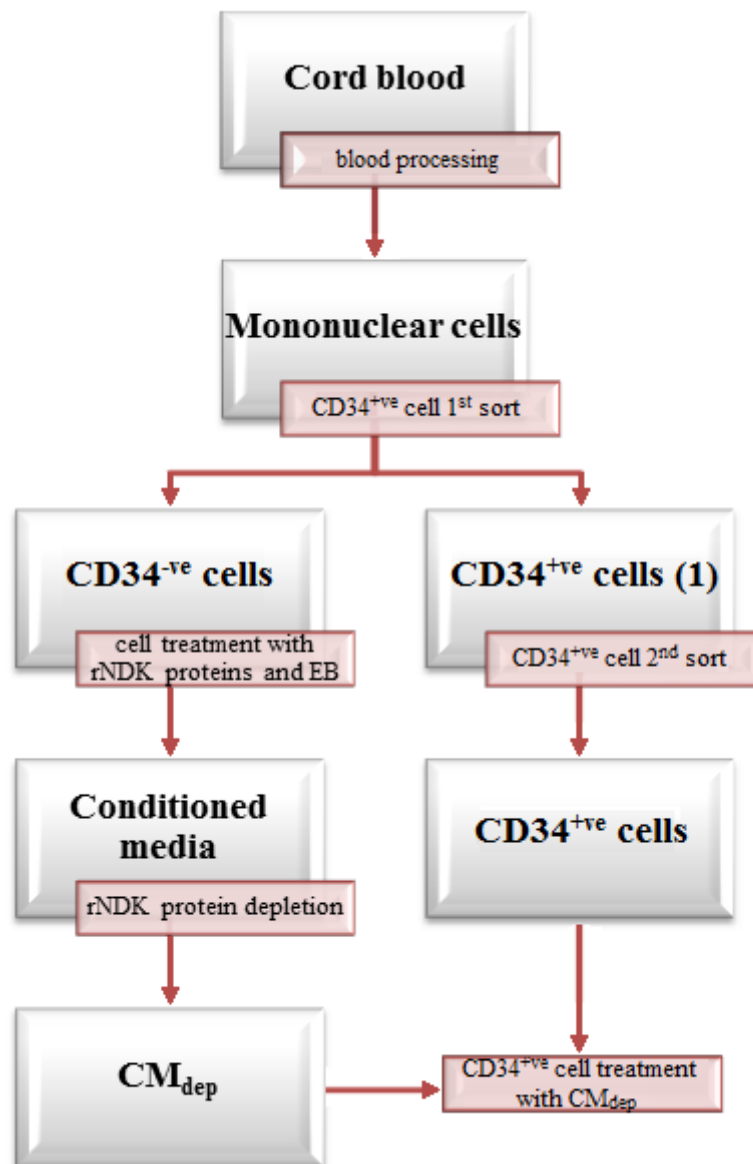 Cord blood
blood processing
Mononuclear cells
CD34⁺ᵛᵉ cell 1ˢᵗ sort
CD34⁻ᵛᵉ cells
cell treatment with
rNDK proteins and EB
CD34⁺ᵛᵉ cells (1)
CD34⁺ᵛᵉ cell 2ⁿᵈ sort
Conditioned
media
rNDK protein depletion
CD34⁺ᵛᵉ cells
CMdep
CD34⁺ᵛᵉ cell treatment
with CMdep